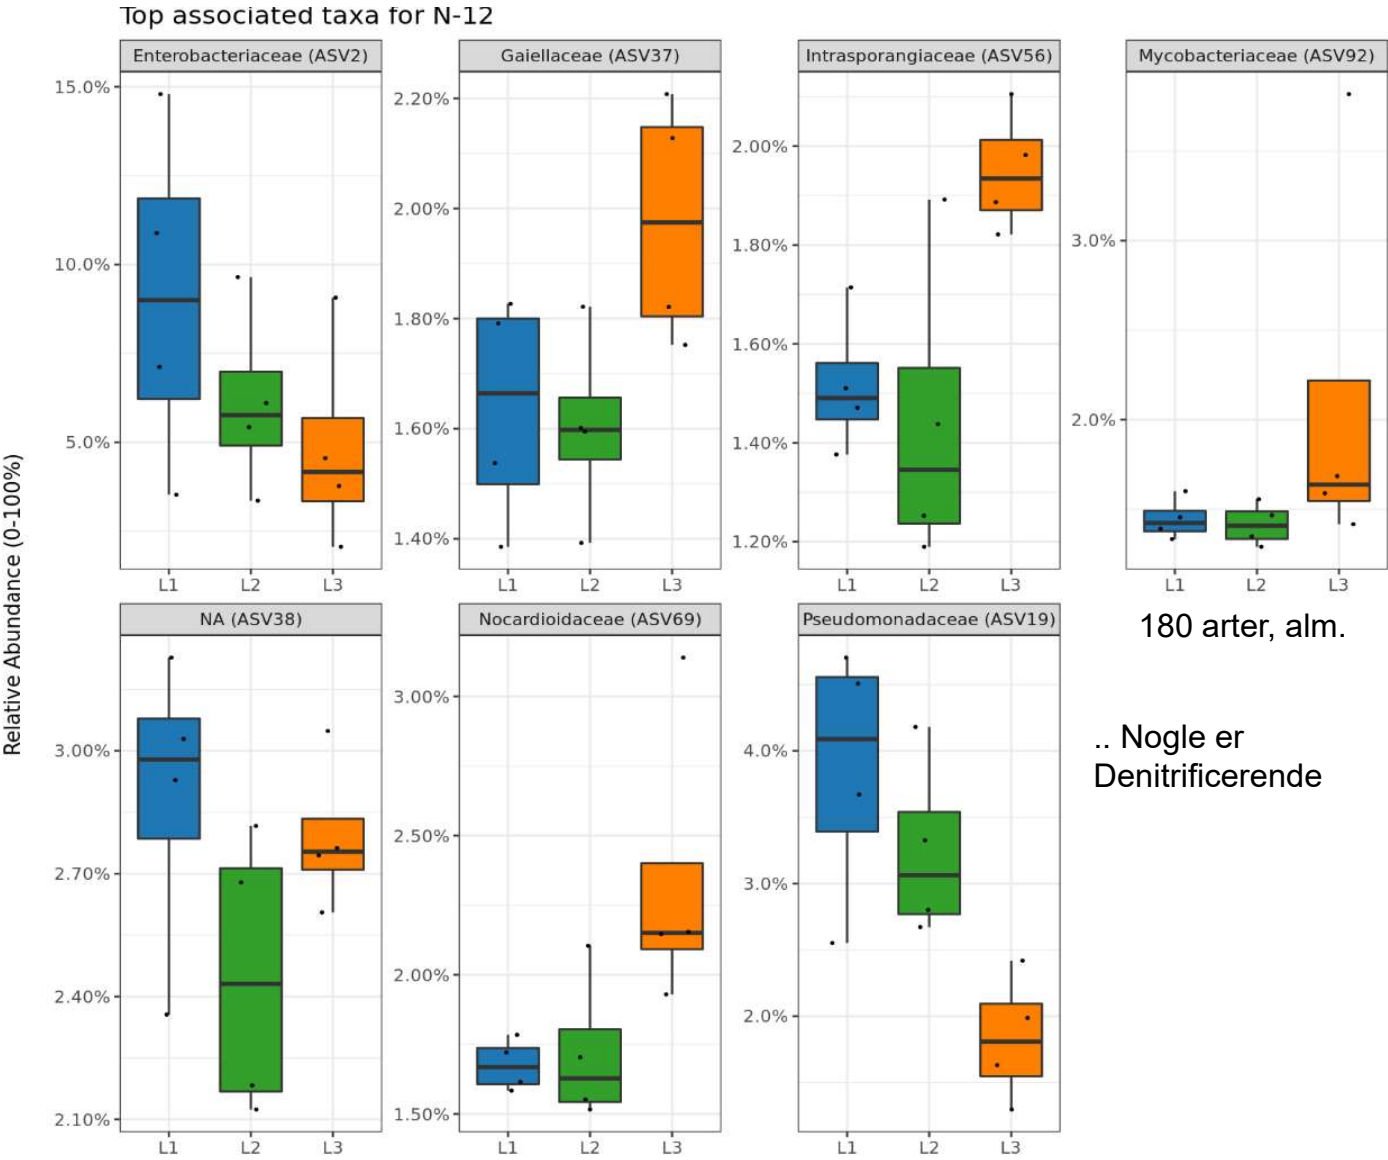 Top associated taxa for N-12
Relative Abundance (0-100%)
Enterobacteriaceae (ASV2)
15.0%
10.0%
5.0%
L1 L2 L3
Gaiellaceae (ASV37)
2.20%
2.00%
1.80%
1.60%
1.40%
L1 L2 L3
Intrasporangiaceae (ASV56)
2.00%
1.80%
1.60%
1.40%
1.20%
L1 L2 L3
Mycobacteriaceae (ASV92)
3.0%
2.0%
L1 L2 L3
180 arter, alm.
.. Nogle er
Denitrificerende
NA (ASV38)
3.00%
2.70%
2.40%
2.10%
L1 L2 L3
Nocardioidaceae (ASV69)
3.00%
2.50%
2.00%
1.50%
L1 L2 L3
Pseudomonadaceae (ASV19)
4.0%
3.0%
2.0%
L1 L2 L3